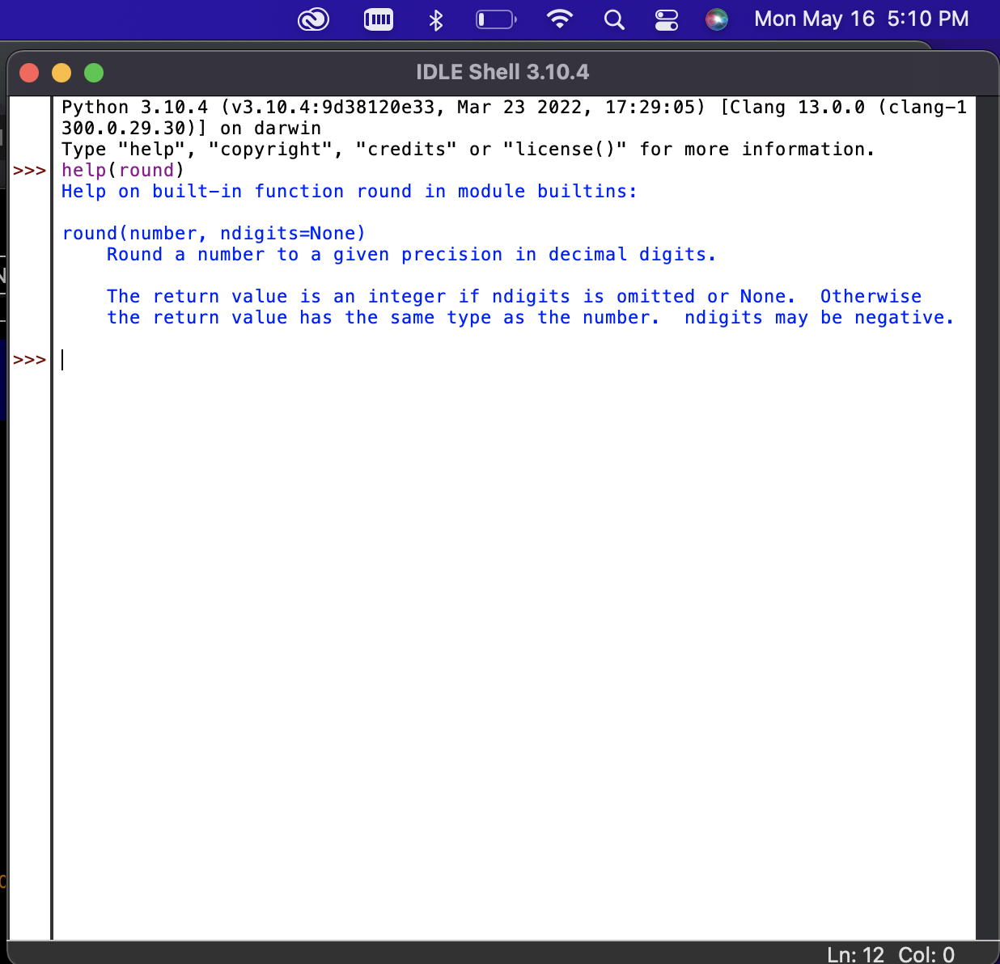 Mon May 16 5:10 PM
IDLE Shell 3.10.4
Python 3.10.4 (v3.10.4:9d38120e33, Mar 23 2022, 17:29:05) [Clang 13.0.0 (clang-1
300.0.29.30)] on darwin
Type "help", "copyright", "credits" or "license()" for more information.
>>> help(round)
Help on built-in function round in module builtins:

round(number, ndigits=None)
    Round a number to a given precision in decimal digits.

    The return value is an integer if ndigits is omitted or None.  Otherwise
    the return value has the same type as the number.  ndigits may be negative.

>>>
Ln: 12 Col: 0